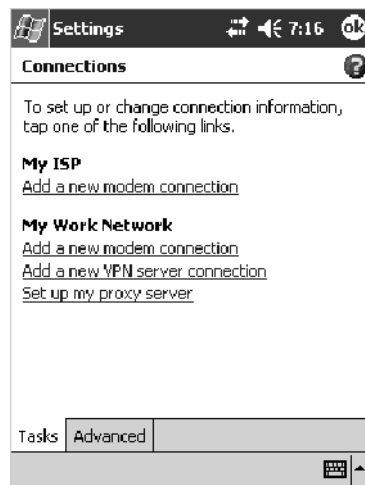 Settings 7:16 ok
Connections ?
To set up or change connection information,
tap one of the following links.
My ISP
Add a new modem connection
My Work Network
Add a new modem connection
Add a new VPN server connection
Set up my proxy server
Tasks Advanced